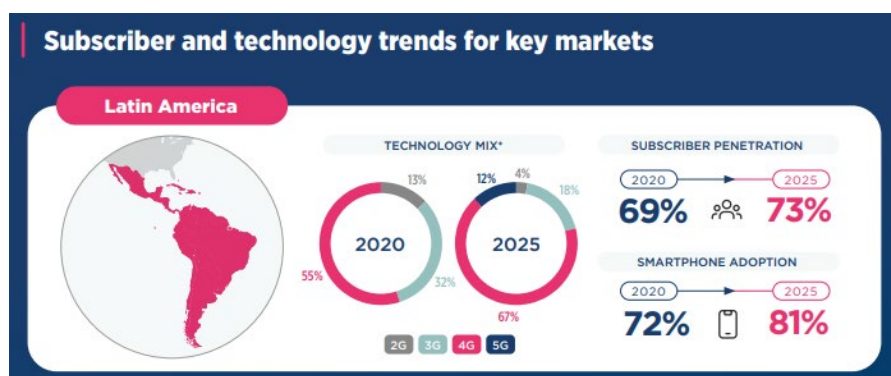 Subscriber and technology trends for key markets
Latin America
TECHNOLOGY MIX*
13%
2020
55%
32%
12%
4%
18%
2025
67%
2G 3G 4G 5G
SUBSCRIBER PENETRATION
2020 2025
69% 73%
SMARTPHONE ADOPTION
2020 2025
72% 81%